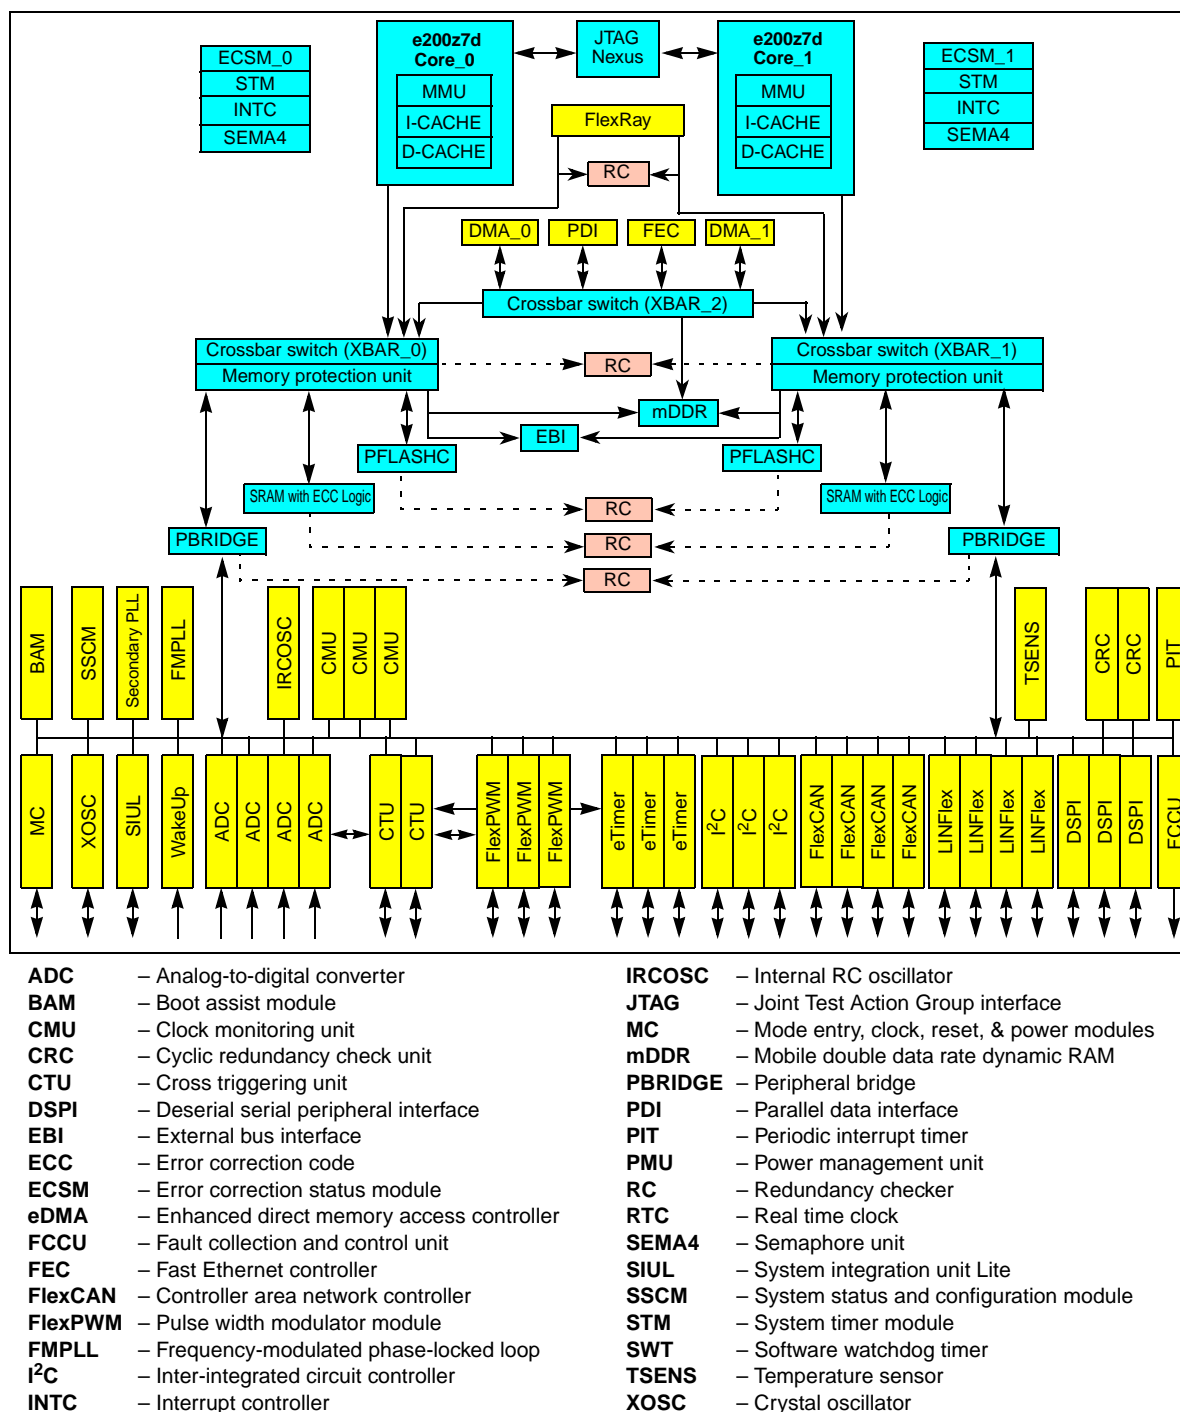 e200z7d
Core_0
MMU
I-CACHE
D-CACHE
JTAG
Nexus
e200z7d
Core_1
MMU
I-CACHE
D-CACHE
ECSM_0
STM
INTC
SEMA4
ECSM_1
STM
INTC
SEMA4
FlexRay
RC
DMA_0
PDI
FEC
DMA_1
Crossbar switch (XBAR_2)
Crossbar switch (XBAR_0)
Memory protection unit
RC
Crossbar switch (XBAR_1)
Memory protection unit
mDDR
EBI
PFLASHC
PFLASHC
SRAM with ECC Logic
SRAM with ECC Logic
RC
PBRIDGE
RC
PBRIDGE
RC
BAM
SSCM
Secondary PLL
FMPLL
IRCOSC
CMU
CMU
CMU
TSENS
CRC
CRC
PIT
MC
XOSC
SIUL
WakeUp
ADC
ADC
ADC
ADC
CTU
CTU
FlexPWM
FlexPWM
FlexPWM
eTimer
eTimer
eTimer
I²C
I²C
I²C
FlexCAN
FlexCAN
FlexCAN
FlexCAN
LINFlex
LINFlex
LINFlex
LINFlex
DSPI
DSPI
DSPI
FCCU
ADC – Analog-to-digital converter
BAM – Boot assist module
CMU – Clock monitoring unit
CRC – Cyclic redundancy check unit
CTU – Cross triggering unit
DSPI – Deserial serial peripheral interface
EBI – External bus interface
ECC – Error correction code
ECSM – Error correction status module
eDMA – Enhanced direct memory access controller
FCCU – Fault collection and control unit
FEC – Fast Ethernet controller
FlexCAN – Controller area network controller
FlexPWM – Pulse width modulator module
FMPLL – Frequency-modulated phase-locked loop
I²C – Inter-integrated circuit controller
INTC – Interrupt controller
IRCOSC – Internal RC oscillator
JTAG – Joint Test Action Group interface
MC – Mode entry, clock, reset, & power modules
mDDR – Mobile double data rate dynamic RAM
PBRIDGE – Peripheral bridge
PDI – Parallel data interface
PIT – Periodic interrupt timer
PMU – Power management unit
RC – Redundancy checker
RTC – Real time clock
SEMA4 – Semaphore unit
SIUL – System integration unit Lite
SSCM – System status and configuration module
STM – System timer module
SWT – Software watchdog timer
TSENS – Temperature sensor
XOSC – Crystal oscillator